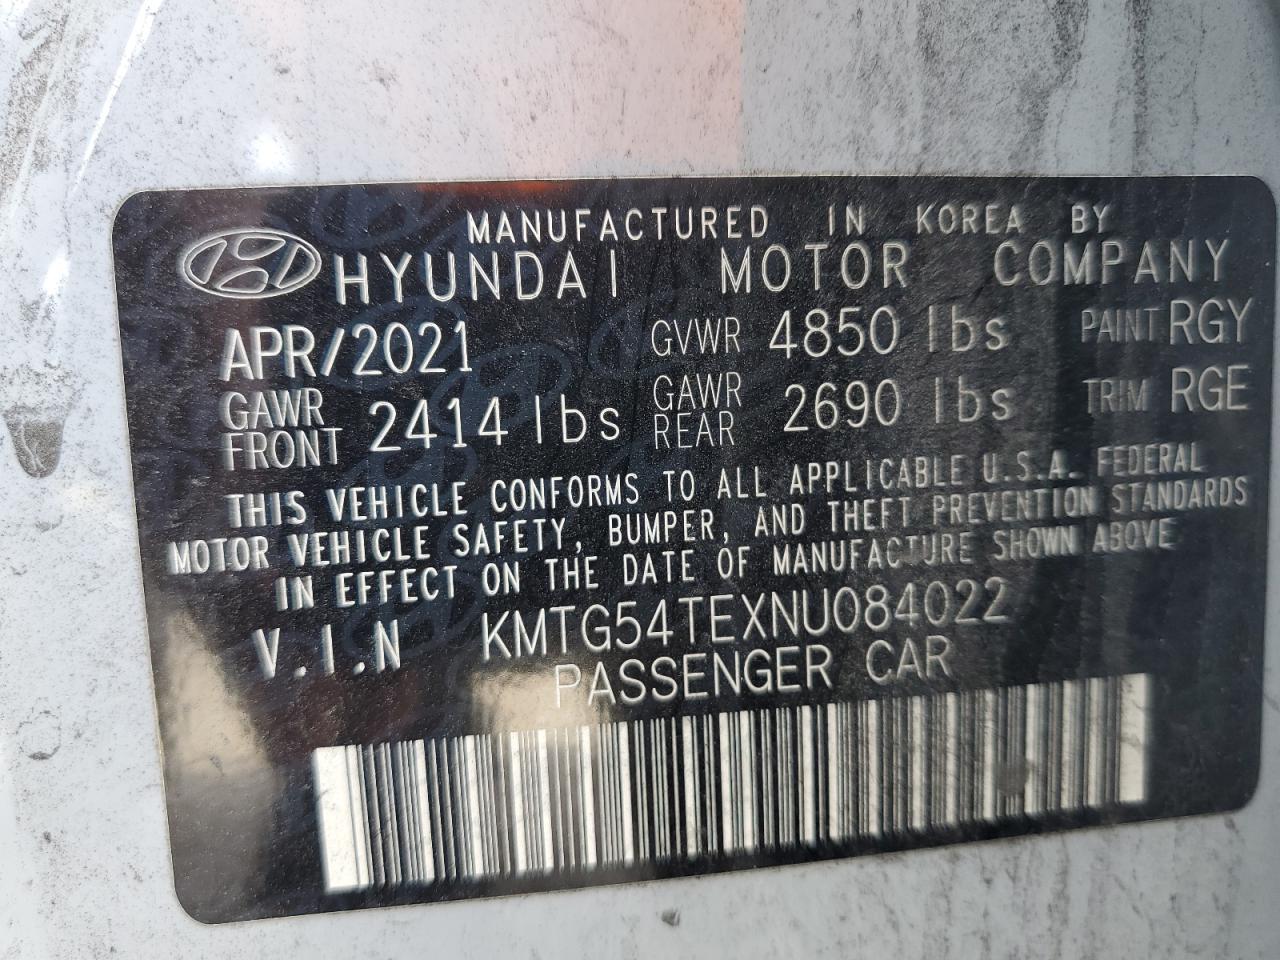 MANUFACTURED IN KOREA BY
HYUNDAI MOTOR COMPANY
APR/2021 GVWR 4850 lbs PAINT RGY
GAWR FRONT 2414 lbs GAWR REAR 2690 lbs TRIM RGE
THIS VEHICLE CONFORMS TO ALL APPLICABLE U.S.A. FEDERAL
MOTOR VEHICLE SAFETY, BUMPER, AND THEFT PREVENTION STANDARDS
IN EFFECT ON THE DATE OF MANUFACTURE SHOWN ABOVE
V.I.N KMTG54TEXNU084022
PASSENGER CAR